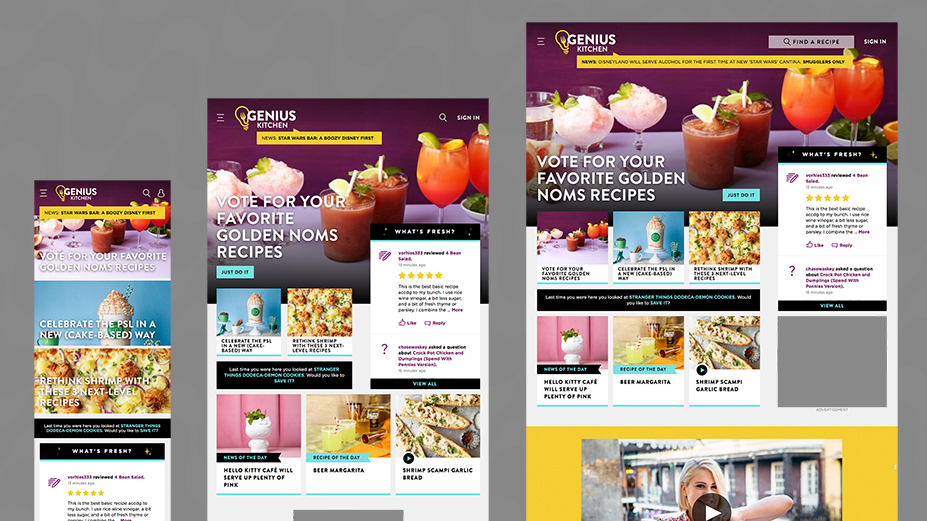 GENIUS
KITCHEN
NEWS: STAR WARS BAR: A BOOZY DISNEY FIRST
VOTE FOR YOUR FAVORITE
GOLDEN NOMS RECIPES
CELEBRATE THE PSL IN A
NEW (CAKE-BASED) WAY
RETHINK SHRIMP WITH
THESE 3 NEXT-LEVEL
RECIPES
Last time you were here you looked at STRANGER THINGS
DODECA-DEMON COOKIES. Would you like to SAVE IT?
WHAT'S FRESH?
vorhies333 reviewed 4 Bean Salad.
13 minutes ago
This is the best basic recipe accdg to my
bunch. I use rice wine vinegar, a bit less
sugar, and a bit of fresh thyme or parsley.
I combine the ... More
GENIUS
KITCHEN
SIGN IN
NEWS: STAR WARS BAR: A BOOZY DISNEY FIRST
VOTE FOR YOUR
FAVORITE
GOLDEN NOMS
RECIPES
JUST DO IT
WHAT'S FRESH?
vorhies333 reviewed 4 Bean
Salad.
13 minutes ago
This is the best basic recipe
accdg to my bunch. I use rice
wine vinegar, a bit less sugar,
and a bit of fresh thyme or
parsley. I combine the ... More
Like
Reply
chasewaskey asked a question
about Crock Pot Chicken and
Dumplings (Spend With
Pennies Version).
VIEW ALL
CELEBRATE THE PSL
IN A NEW (CAKE-
BASED) WAY
RETHINK SHRIMP
WITH THESE 3 NEXT-
LEVEL RECIPES
Last time you were here you looked at STRANGER
THINGS DODECA-DEMON COOKIES. Would you like to
SAVE IT?
NEWS OF THE DAY
HELLO KITTY CAFÉ WILL
SERVE UP PLENTY OF
PINK
RECIPE OF THE DAY
BEER MARGARITA
SHRIMP SCAMPI GARLIC
BREAD
GENIUS
KITCHEN
FIND A RECIPE
SIGN IN
NEWS: DISNEYLAND WILL SERVE ALCOHOL FOR THE FIRST TIME AT NEW 'STAR WARS' CANTINA. SMUGGLERS ONLY
VOTE FOR YOUR
FAVORITE GOLDEN
NOMS RECIPES
JUST DO IT
WHAT'S FRESH?
vorhies333 reviewed 4 Bean
Salad.
13 minutes ago
This is the best basic recipe
accdg to my bunch. I use rice
wine vinegar, a bit less sugar,
and a bit of fresh thyme or
parsley. I combine the ... More
Like
Reply
chasewaskey asked a question
about Crock Pot Chicken and
Dumplings (Spend With
Pennies Version).
VIEW ALL
VOTE FOR YOUR FAVORITE
GOLDEN NOMS RECIPES
CELEBRATE THE PSL IN A
NEW (CAKE-BASED) WAY
RETHINK SHRIMP WITH
THESE 3 NEXT-LEVEL
RECIPES
Last time you were here you looked at STRANGER THINGS DODECA-DEMON COOKIES. Would
you like to SAVE IT?
NEWS OF THE DAY
HELLO KITTY CAFÉ
WILL SERVE UP
PLENTY OF PINK
RECIPE OF THE DAY
BEER MARGARITA
SHRIMP SCAMPI
GARLIC BREAD
ADVERTISEMENT